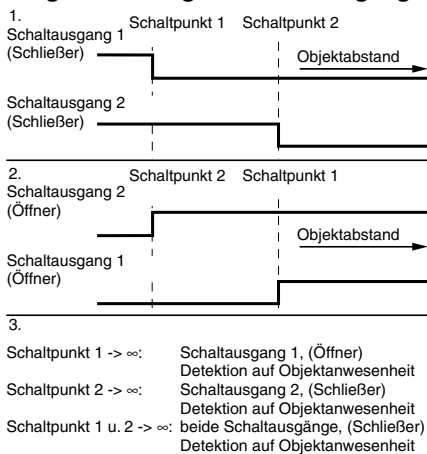 1.
Schaltpunkt 1 Schaltpunkt 2
Schaltausgang 1
(Schließer)
Objektabstand
Schaltausgang 2
(Schließer)
2.
Schaltpunkt 2 Schaltpunkt 1
Schaltausgang 2
(Öffner)
Objektabstand
Schaltausgang 1
(Öffner)
3.
Schaltpunkt 1 -> ∞: Schaltausgang 1, (Öffner)
Detektion auf Objektanwesenheit
Schaltpunkt 2 -> ∞: Schaltausgang 2, (Schließer)
Detektion auf Objektanwesenheit
Schaltpunkt 1 u. 2 -> ∞: beide Schaltausgänge, (Schließer)
Detektion auf Objektanwesenheit